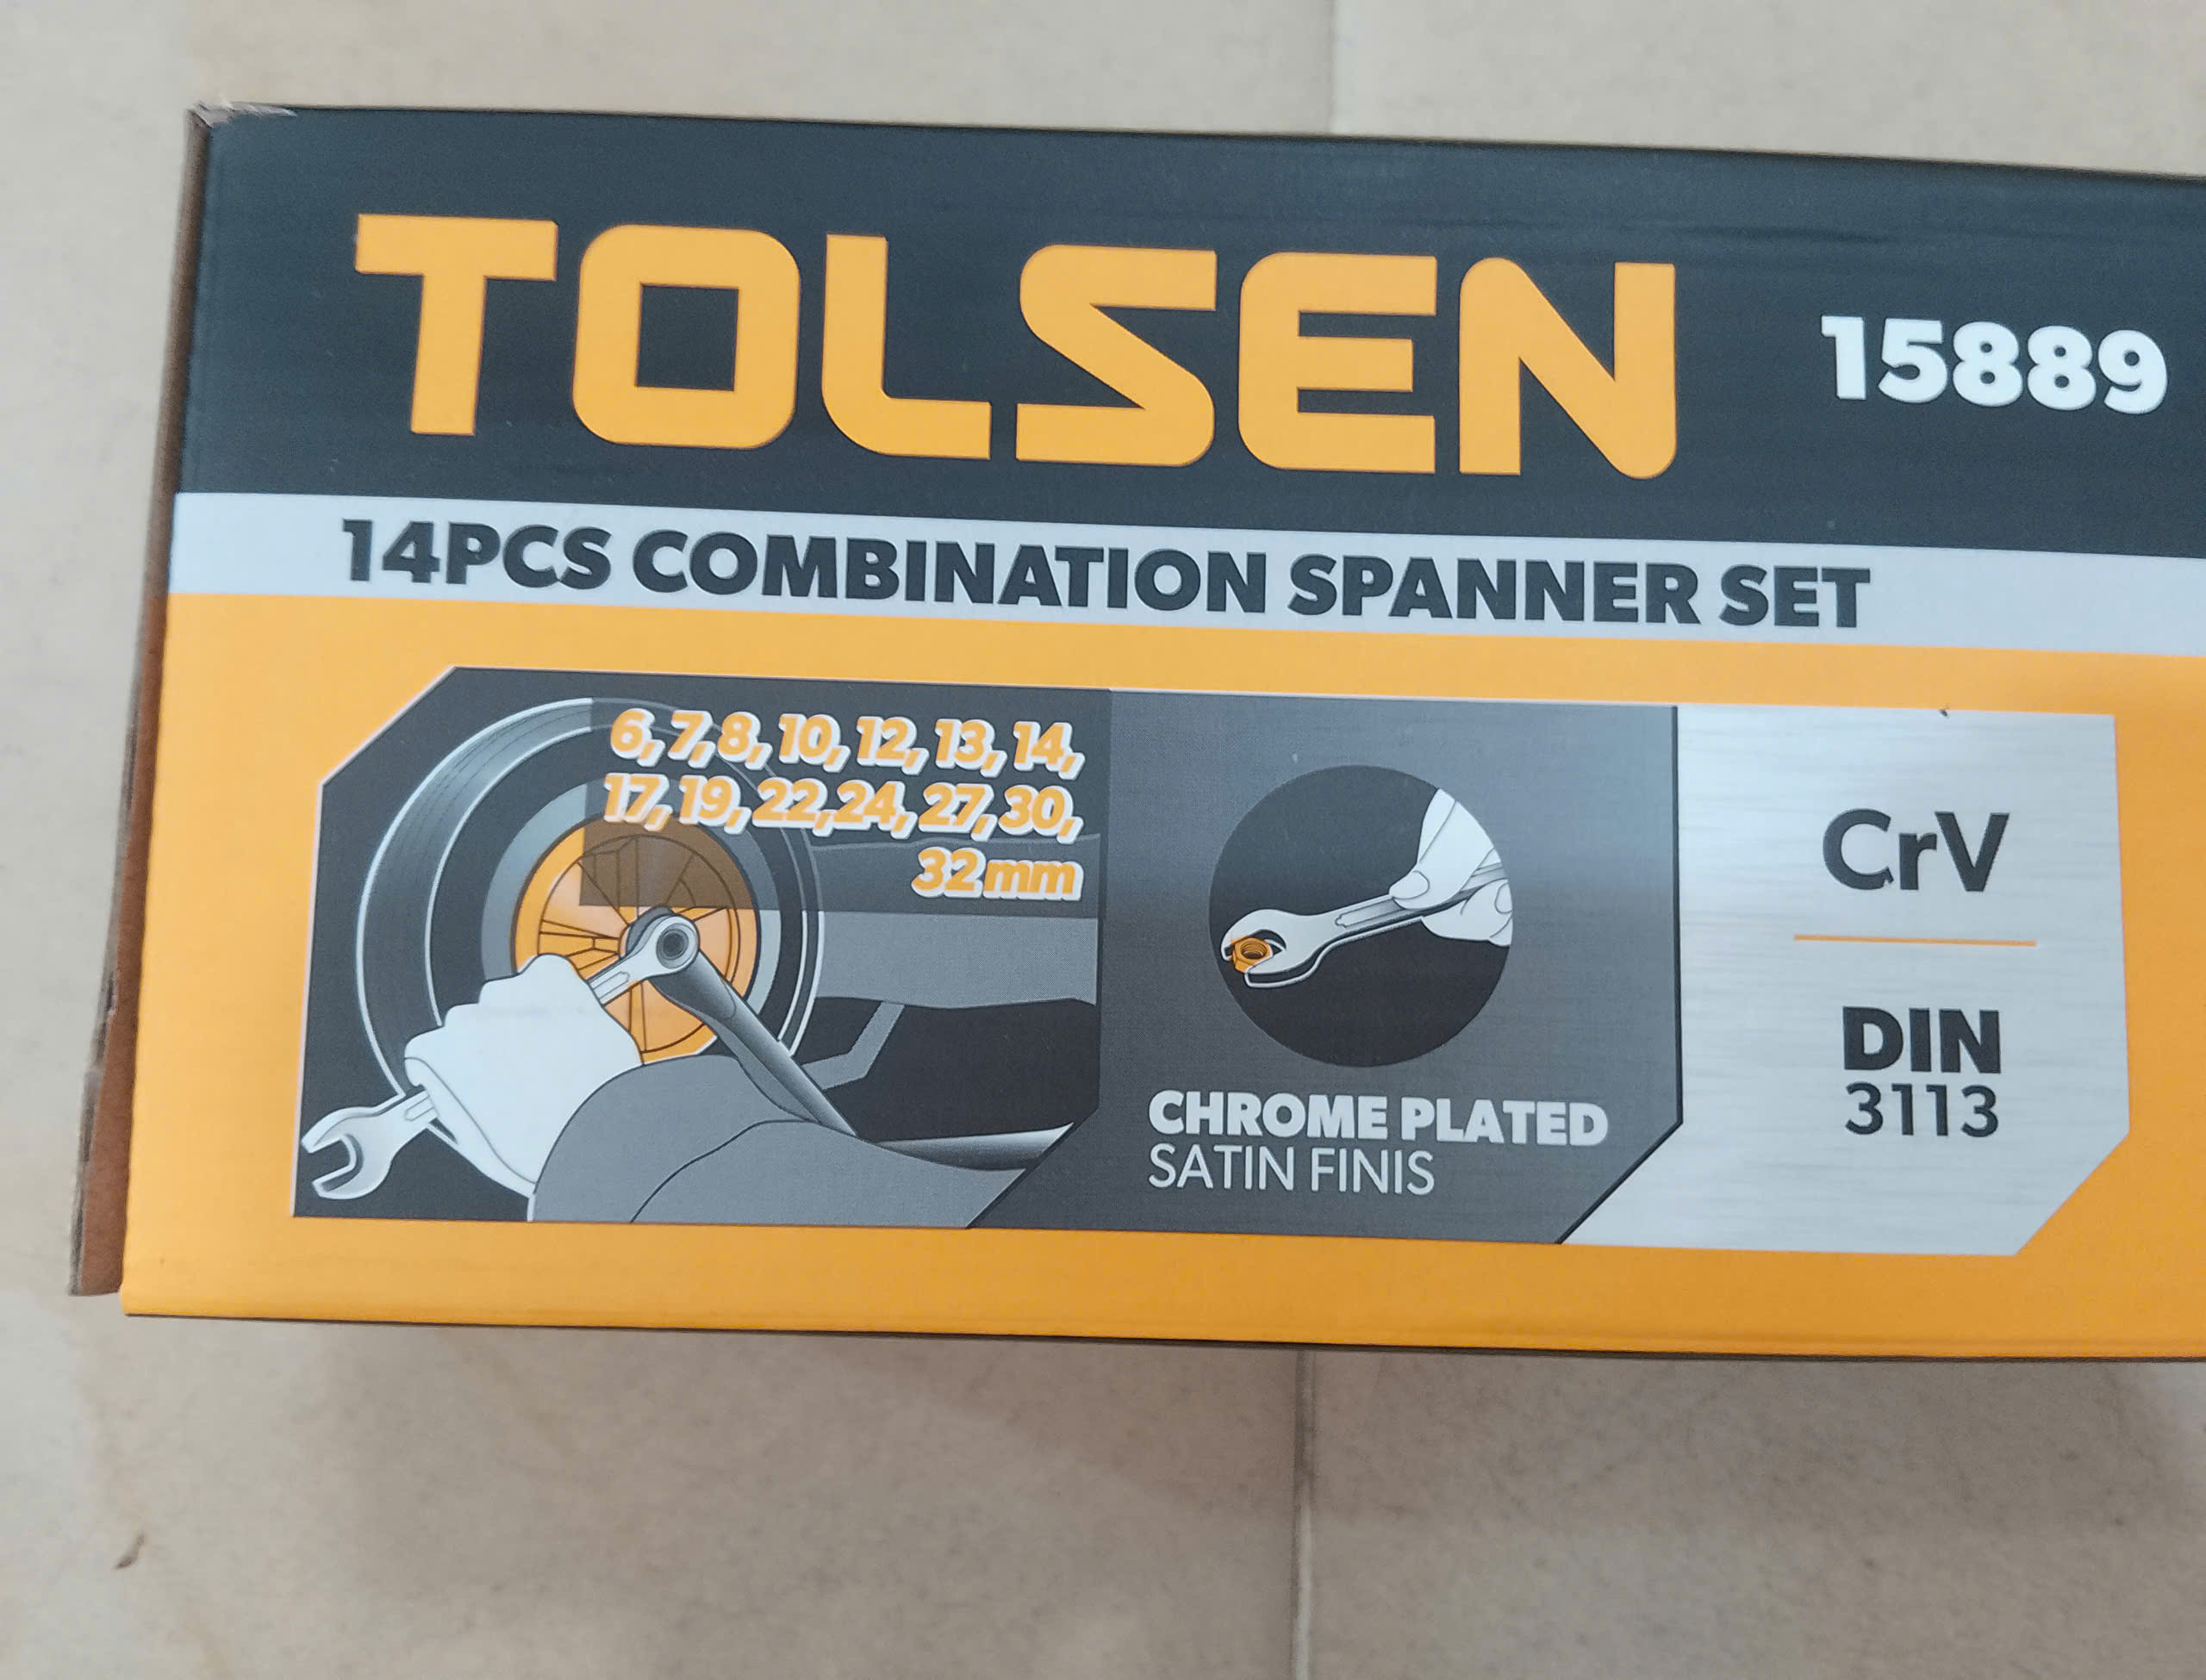 TOLSEN 15889
14PCS COMBINATION SPANNER SET
6, 7, 8, 10, 12, 13, 14,
17, 19, 22,24, 27, 30,
32mm
CHROME PLATED
SATIN FINIS
CrV
DIN
3113